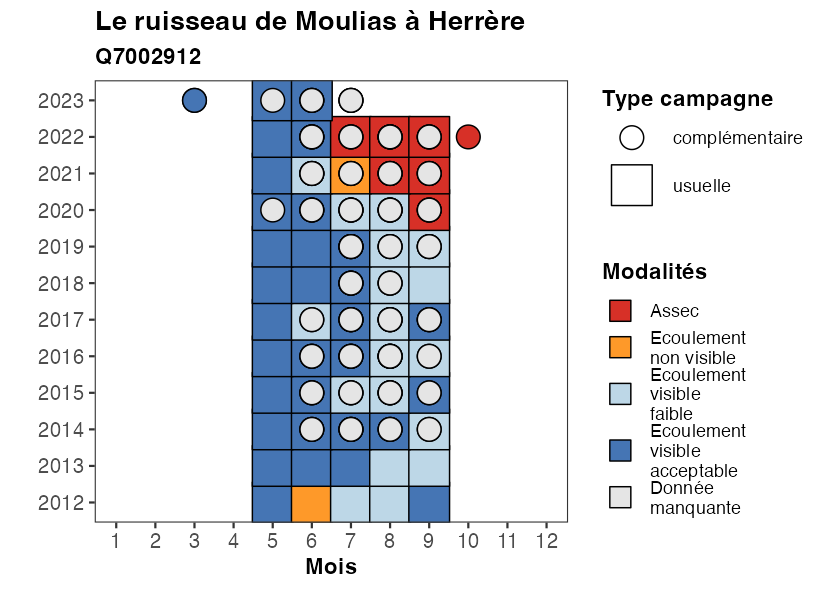 Le ruisseau de Moulias à Herrère
Q7002912
2023
2022
2021
2020
2019
2018
2017
2016
2015
2014
2013
2012
1 2 3 4 5 6 7 8 9 10 11 12
Mois
Type campagne
complémentaire
usuelle
Modalités
Assec
Ecoulement
non visible
Ecoulement
visible
faible
Ecoulement
visible
acceptable
Donnée
manquante